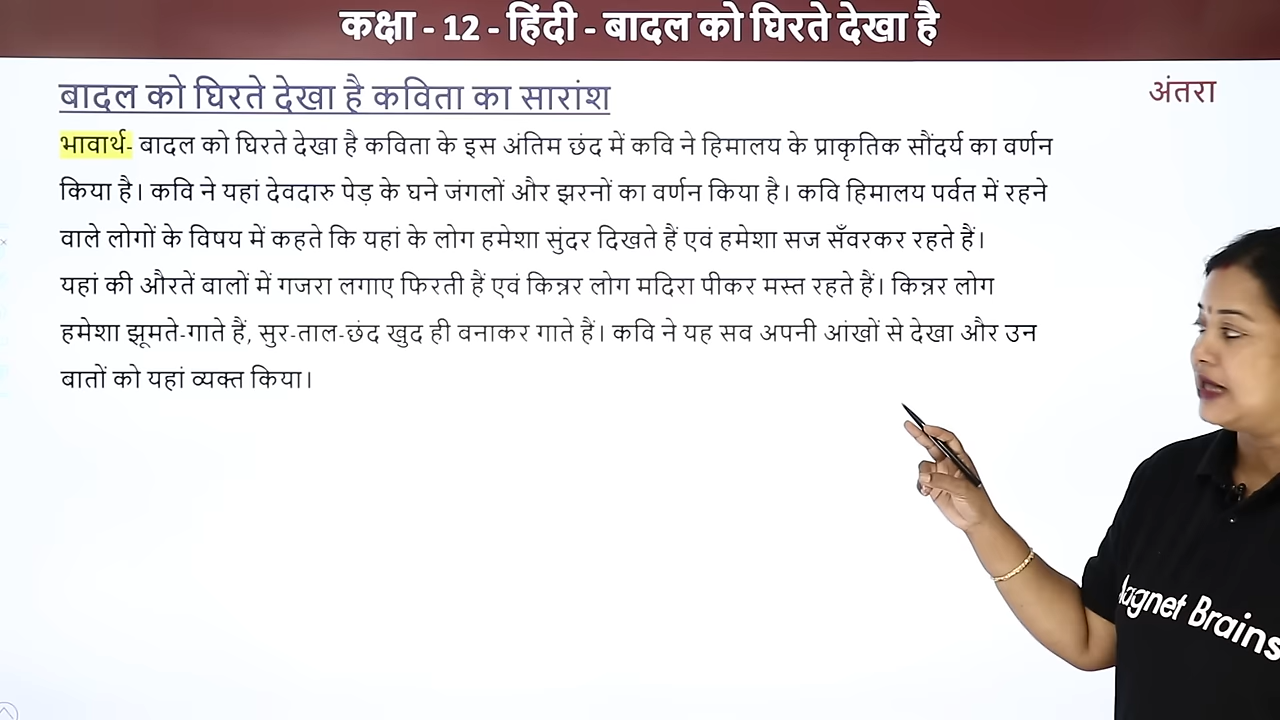 कक्षा - 12 - हिंदी - बादल को घिरते देखा है
बादल को घिरते देखा है कविता का सारांश
अंतरा
भावार्थ- बादल को घिरते देखा है कविता के इस अंतिम छंद में कवि ने हिमालय के प्राकृतिक सौंदर्य का वर्णन
किया है। कवि ने यहां देवदारु पेड़ के घने जंगलों और झरनों का वर्णन किया है। कवि हिमालय पर्वत में रहने
वाले लोगों के विषय में कहते कि यहां के लोग हमेशा सुंदर दिखते हैं एवं हमेशा सज सँवरकर रहते हैं।
यहां की औरतें बालों में गजरा लगाए फिरती हैं एवं किन्नर लोग मदिरा पीकर मस्त रहते हैं। किन्नर लोग
हमेशा झूमते-गाते हैं, सुर-ताल-छंद खुद ही बनाकर गाते हैं। कवि ने यह सब अपनी आंखों से देखा और उन
बातों को यहां व्यक्त किया।
agnet Brains